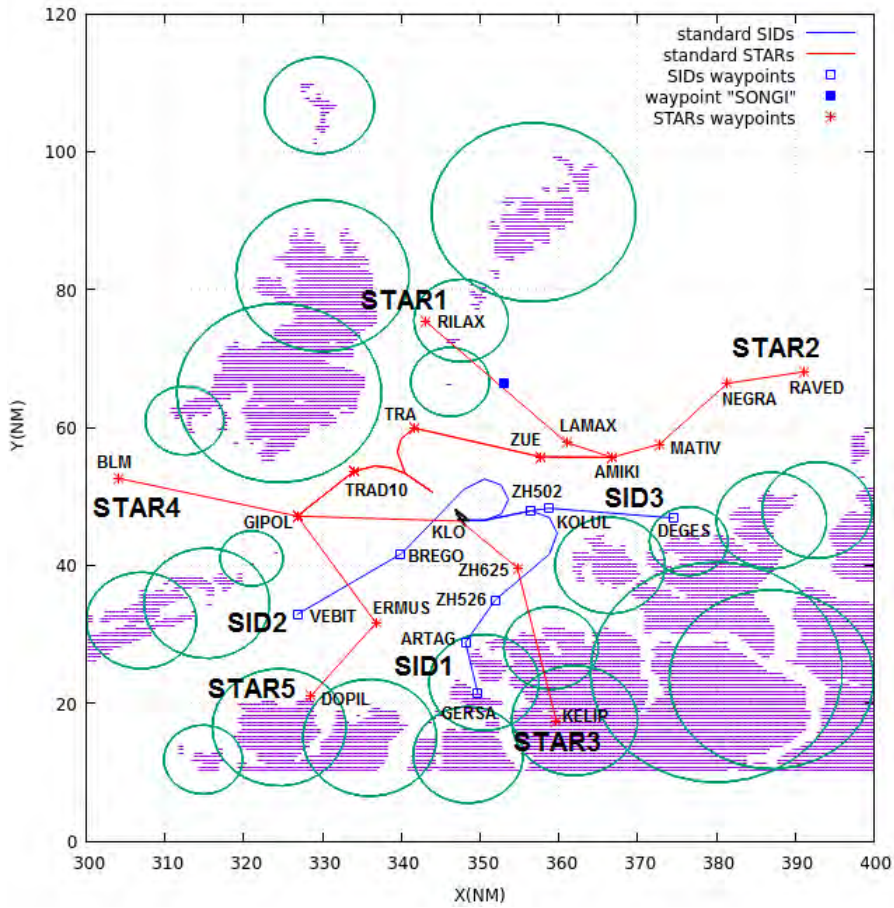 120
100
80
60
40
20
0
300
310
320
330
340
350
360
370
380
390
400
Y(NM)
X(NM)
standard SIDs
standard STARs
SIDs waypoints
waypoint "SONGI"
STARs waypoints
STAR1
RILAX
STAR2
RAVED
NEGRA
TRA
LAMAX
MATIV
ZUE
AMIKI
BLM
TRAD10
STAR4
ZH502
SID3
GIPOL
KLO
KOLUL
DEGES
BREGO
ZH625
ZH526
SID2
VEBIT
ERMUS
ARTAG
SID1
STAR5
DOPIL
GERSA
KELIP
STAR3